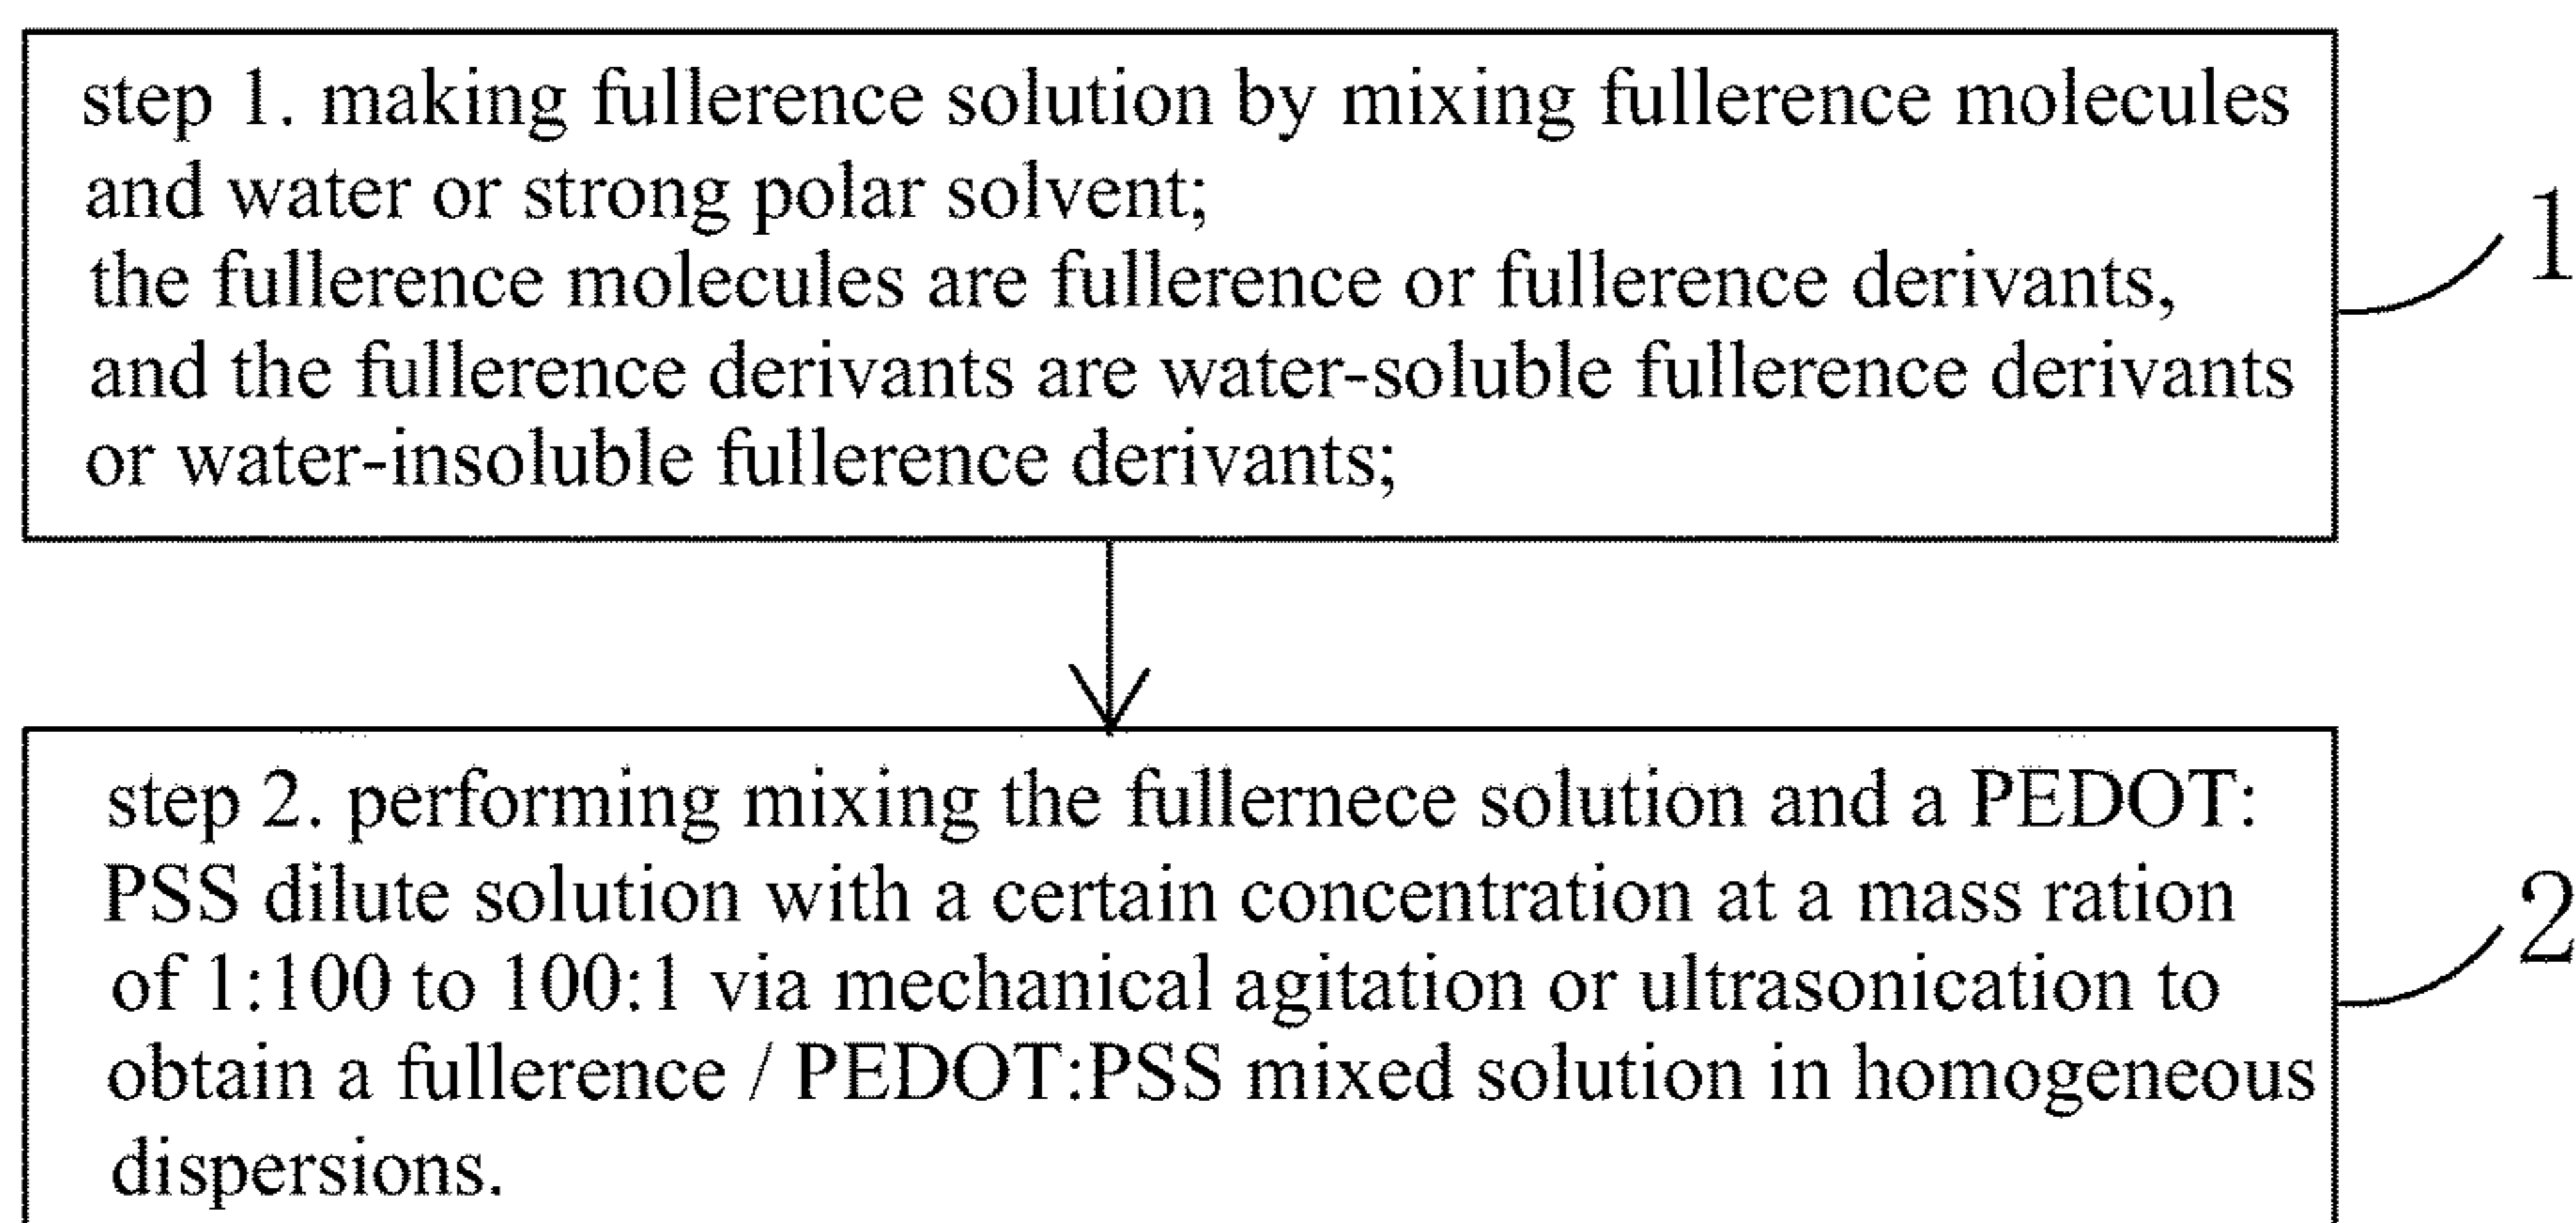 step 1. making fullerence solution by mixing fullerence molecules
and water or strong polar solvent;
the fullerence molecules are fullerence or fullerence derivants,
and the fullerence derivants are water-soluble fullerence derivants
or water-insoluble fullerence derivants;
1
step 2. performing mixing the fullernece solution and a PEDOT:
PSS dilute solution with a certain concentration at a mass ration
of 1:100 to 100:1 via mechanical agitation or ultrasonication to
obtain a fullerence / PEDOT:PSS mixed solution in homogeneous
dispersions.
2